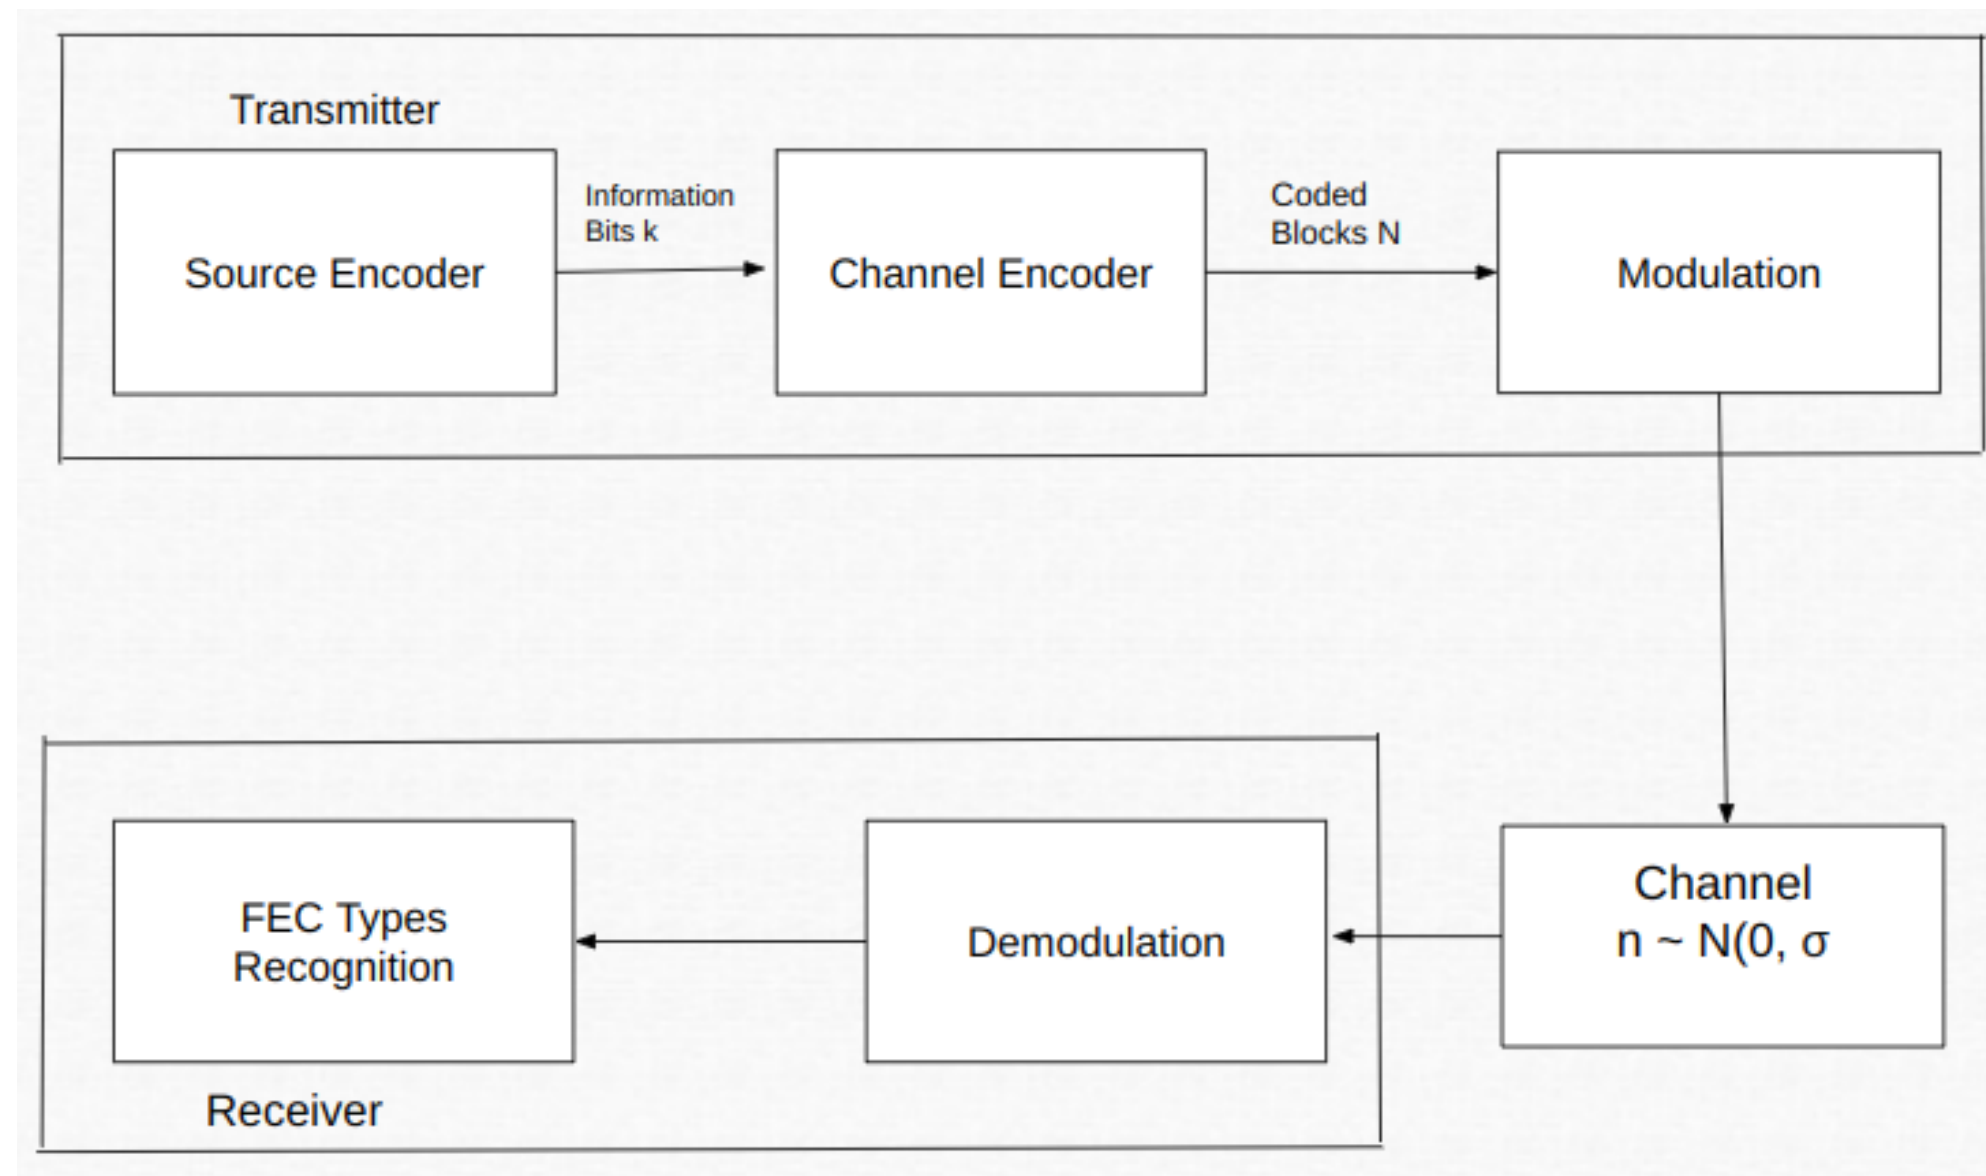 Transmitter
Source Encoder
Information
Bits k
Channel Encoder
Coded
Blocks N
Modulation
Channel
n ~ N(0, σ
Demodulation
FEC Types
Recognition
Receiver